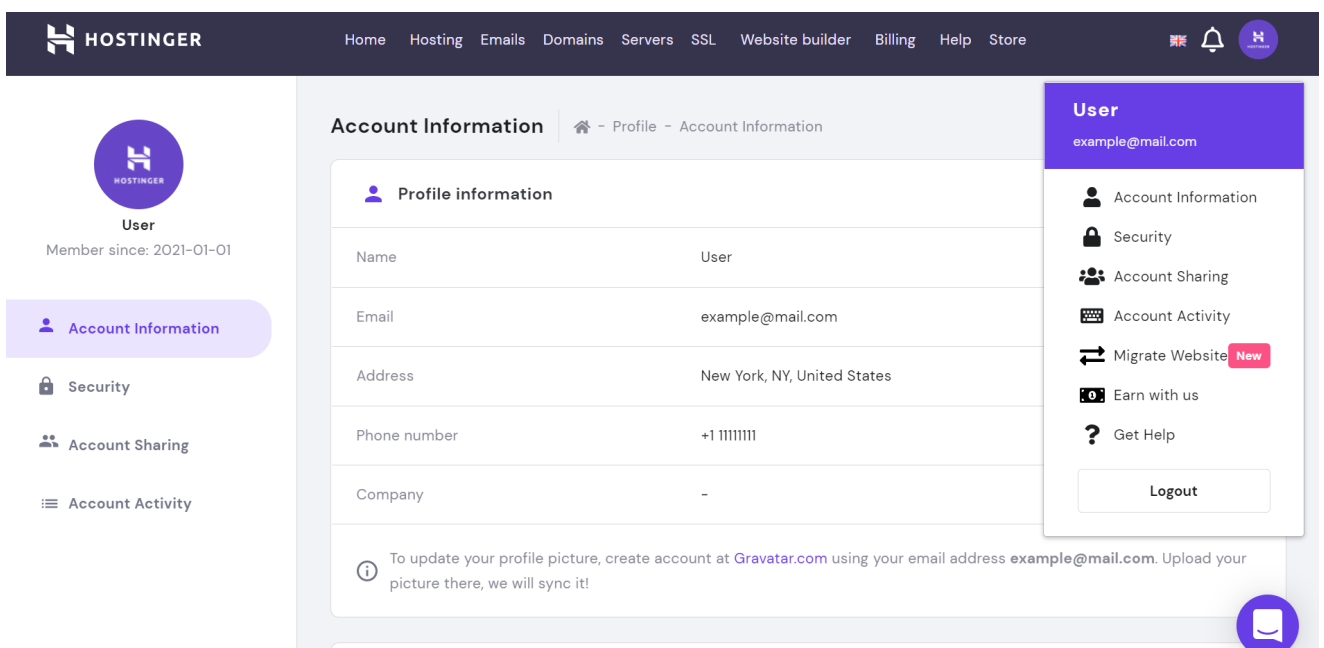 HOSTINGER
Home Hosting Emails Domains Servers SSL Website builder Billing Help Store
HOSTINGER
User
Member since: 2021-01-01
Account Information
Security
Account Sharing
Account Activity
Account Information - Profile - Account Information
Profile information
Name User
Email example@mail.com
Address New York, NY, United States
Phone number +1 11111111
Company -
To update your profile picture, create account at Gravatar.com using your email address example@mail.com. Upload your
picture there, we will sync it!
User
example@mail.com
Account Information
Security
Account Sharing
Account Activity
Migrate Website New
Earn with us
Get Help
Logout